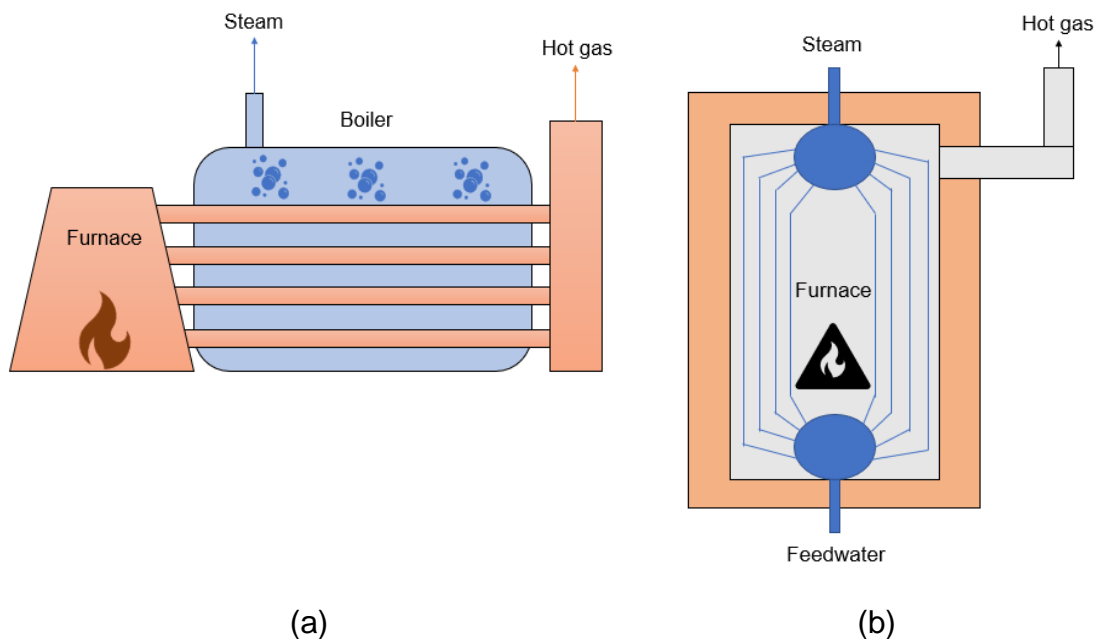 Steam
Hot gas
Boiler
Furnace
(a)
Hot gas
Steam
Furnace
Feedwater
(b)